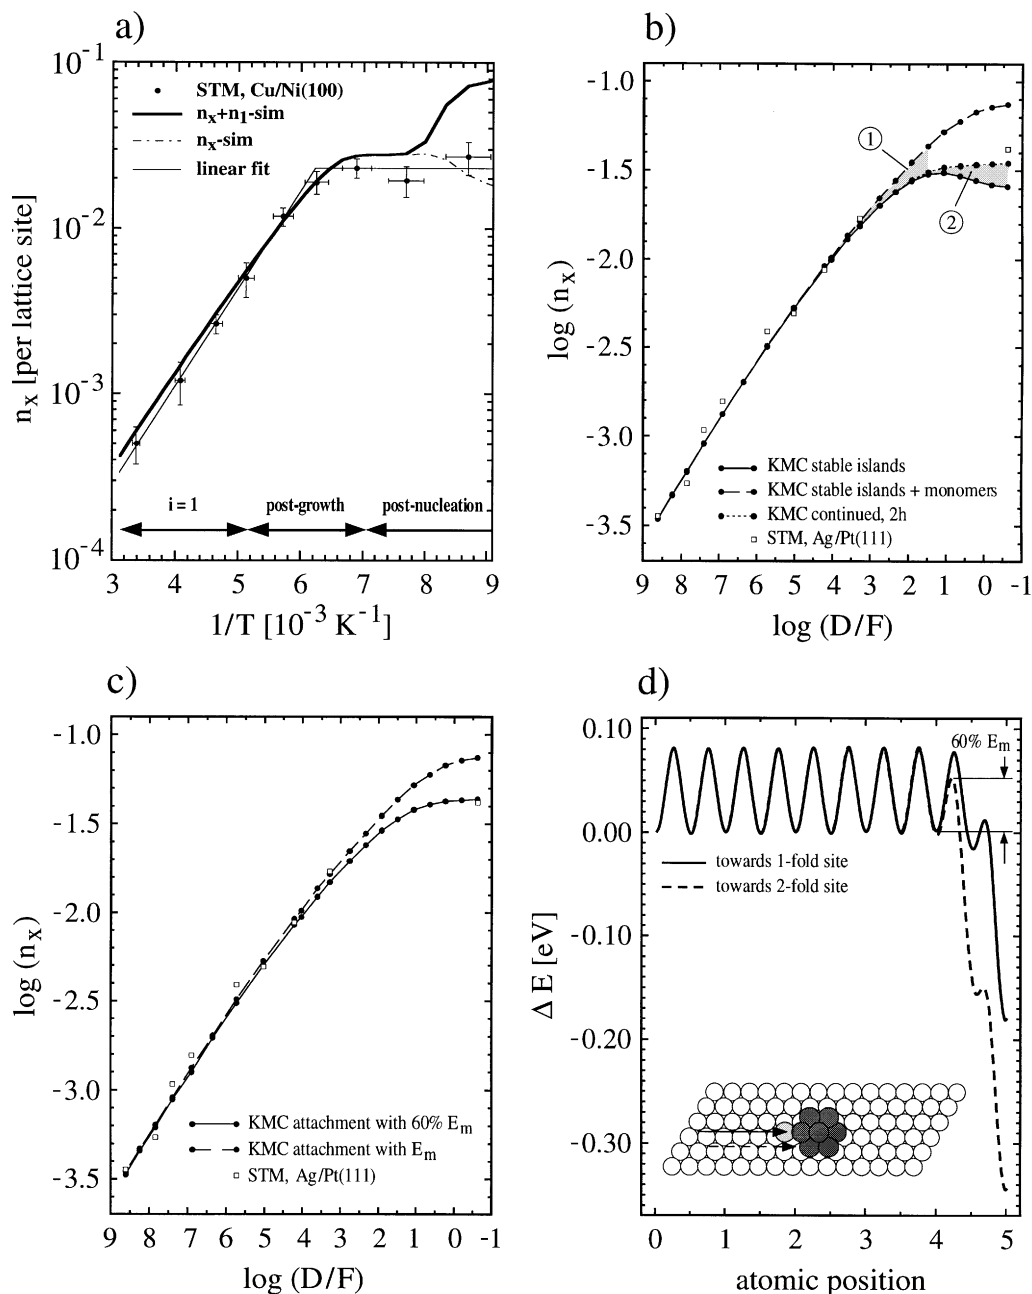 a)
10^-1
10^-2
10^-3
10^-4
n_x [per lattice site]
STM, Cu/Ni(100)
n_x+n_1-sim
n_x-sim
linear fit
i = 1
post-growth
post-nucleation
3 4 5 6 7 8 9
1/T [10^-3 K^-1]
b)
-1.0
-1.5
-2.0
-2.5
-3.0
-3.5
log (n_x)
1
2
KMC stable islands
KMC stable islands + monomers
KMC continued, 2h
STM, Ag/Pt(111)
9 8 7 6 5 4 3 2 1 0 -1
log (D/F)
c)
-1.0
-1.5
-2.0
-2.5
-3.0
-3.5
log (n_x)
KMC attachment with 60% E_m
KMC attachment with E_m
STM, Ag/Pt(111)
9 8 7 6 5 4 3 2 1 0 -1
log (D/F)
d)
0.10
0.00
-0.10
-0.20
-0.30
Δ E [eV]
60% E_m
towards 1-fold site
towards 2-fold site
0 1 2 3 4 5
atomic position